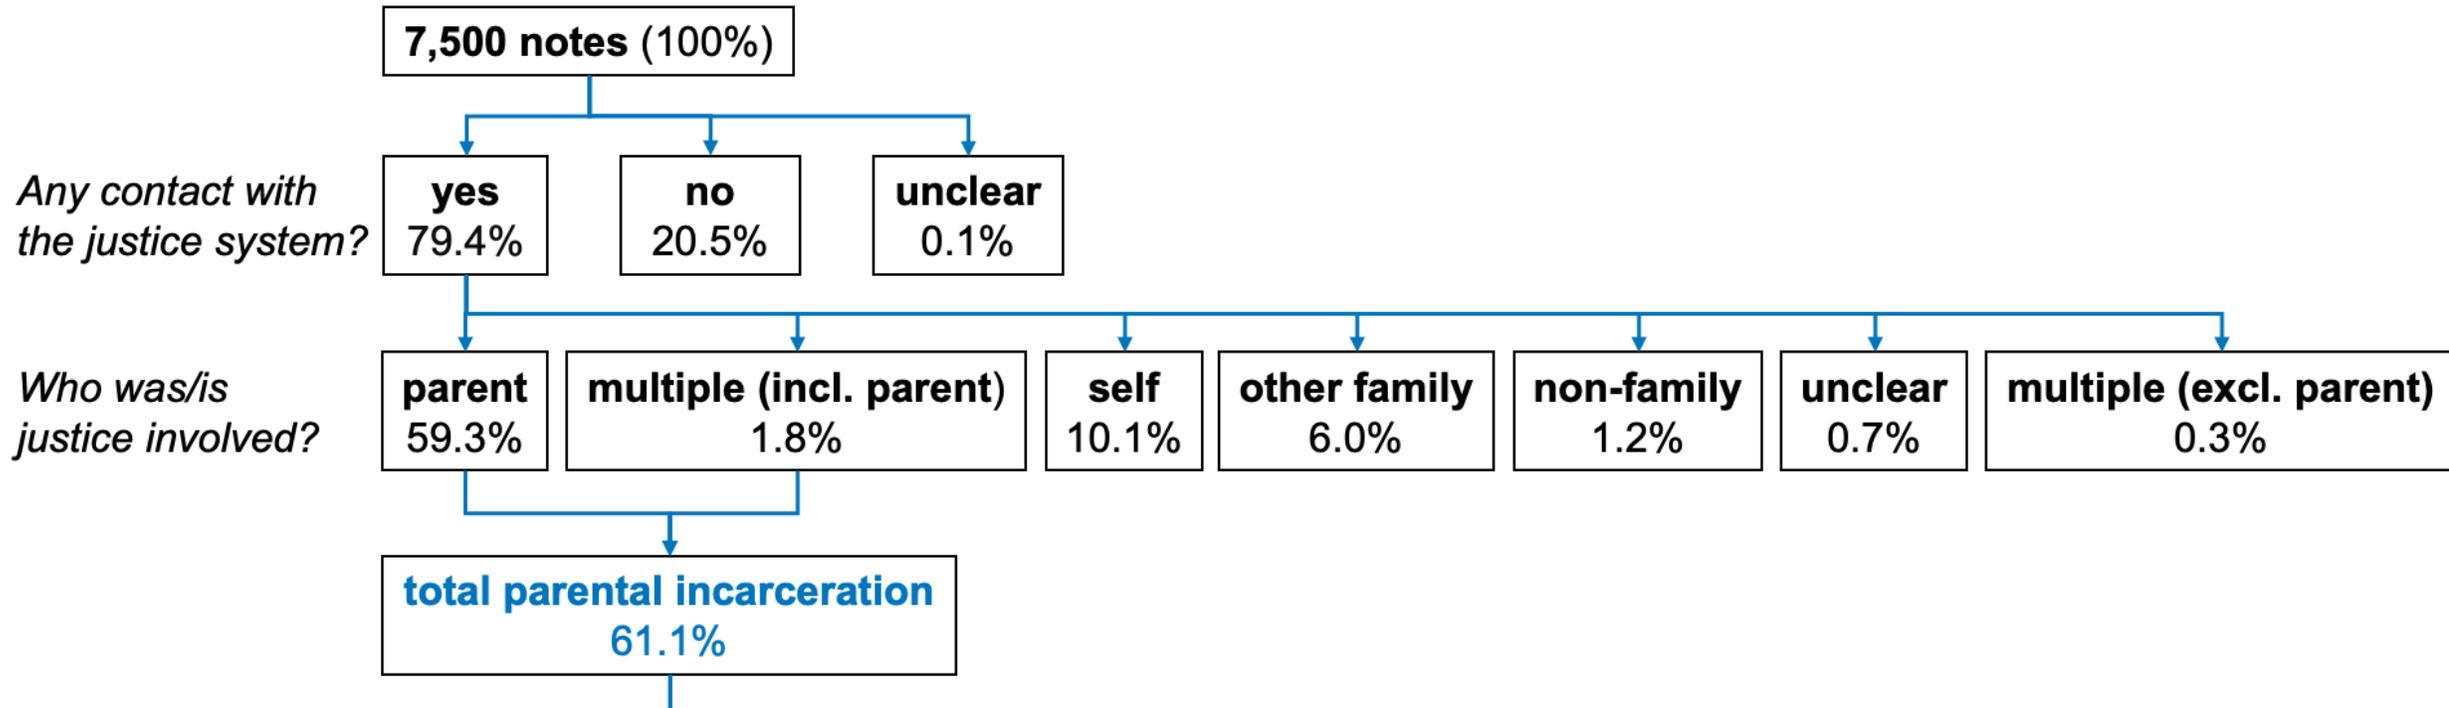 7,500 notes (100%)
Any contact with
the justice system?
yes
79.4%
no
20.5%
unclear
0.1%
Who was/is
justice involved?
parent
59.3%
multiple (incl. parent)
1.8%
self
10.1%
other family
6.0%
non-family
1.2%
unclear
0.7%
multiple (excl. parent)
0.3%
total parental incarceration
61.1%